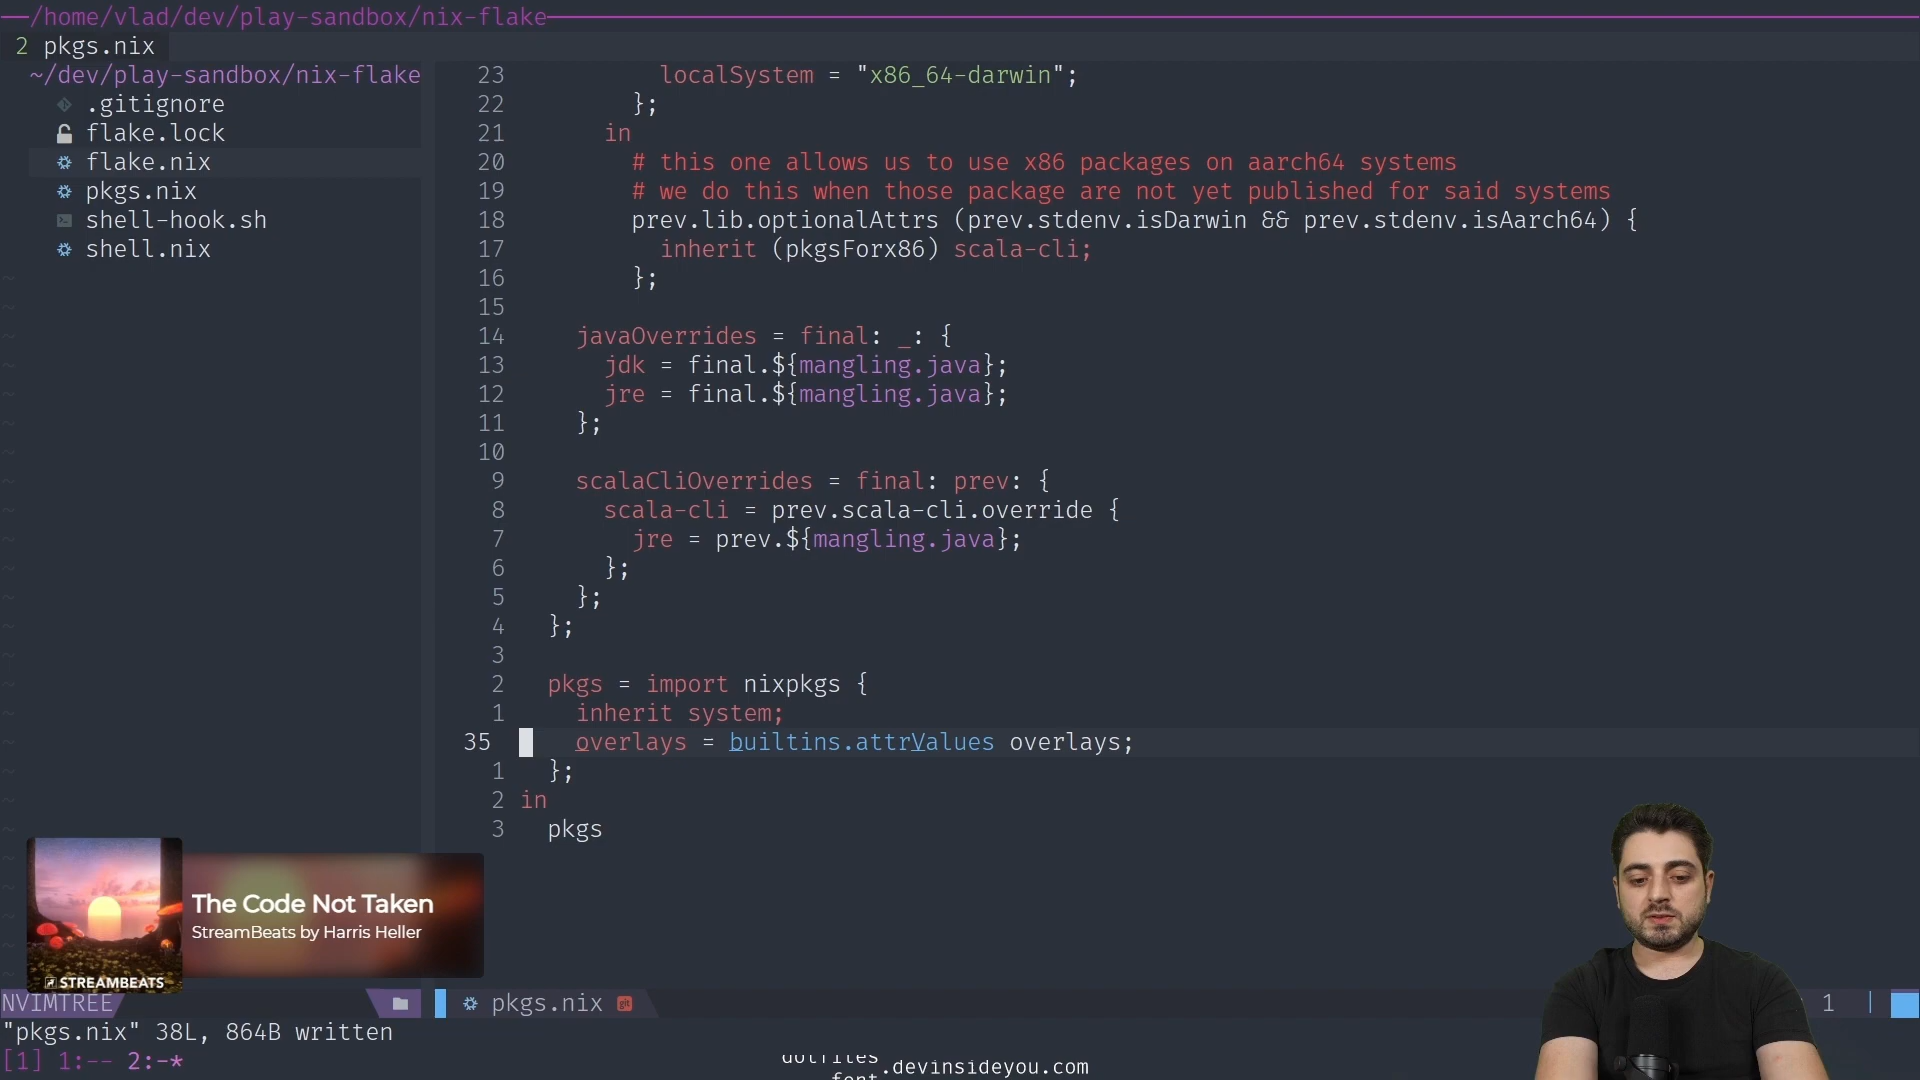 /home/vlad/dev/play-sandbox/nix-flake
2 pkgs.nix
~/dev/play-sandbox/nix-flake
.gitignore
flake.lock
flake.nix
pkgs.nix
shell-hook.sh
shell.nix
23 localSystem = "x86_64-darwin";
22 };
21 in
20 # this one allows us to use x86 packages on aarch64 systems
19 # we do this when those package are not yet published for said systems
18 prev.lib.optionalAttrs (prev.stdenv.isDarwin && prev.stdenv.isAarch64) {
17 inherit (pkgsForx86) scala-cli;
16 };
15
14 javaOverrides = final: _: {
13 jdk = final.${mangling.java};
12 jre = final.${mangling.java};
11 };
10
9 scalaCliOverrides = final: prev: {
8 scala-cli = prev.scala-cli.override {
7 jre = prev.${mangling.java};
6 };
5 };
4 };
3
2 pkgs = import nixpkgs {
1 inherit system;
35 overlays = builtins.attrValues overlays;
1 };
2 in
3 pkgs
The Code Not Taken
StreamBeats by Harris Heller
STREAMBEATS
NVIMTREE
pkgs.nix git
1
"pkgs.nix" 38L, 864B written
[1] 1:-- 2:-*
dotfiles
.devinsideyou.com